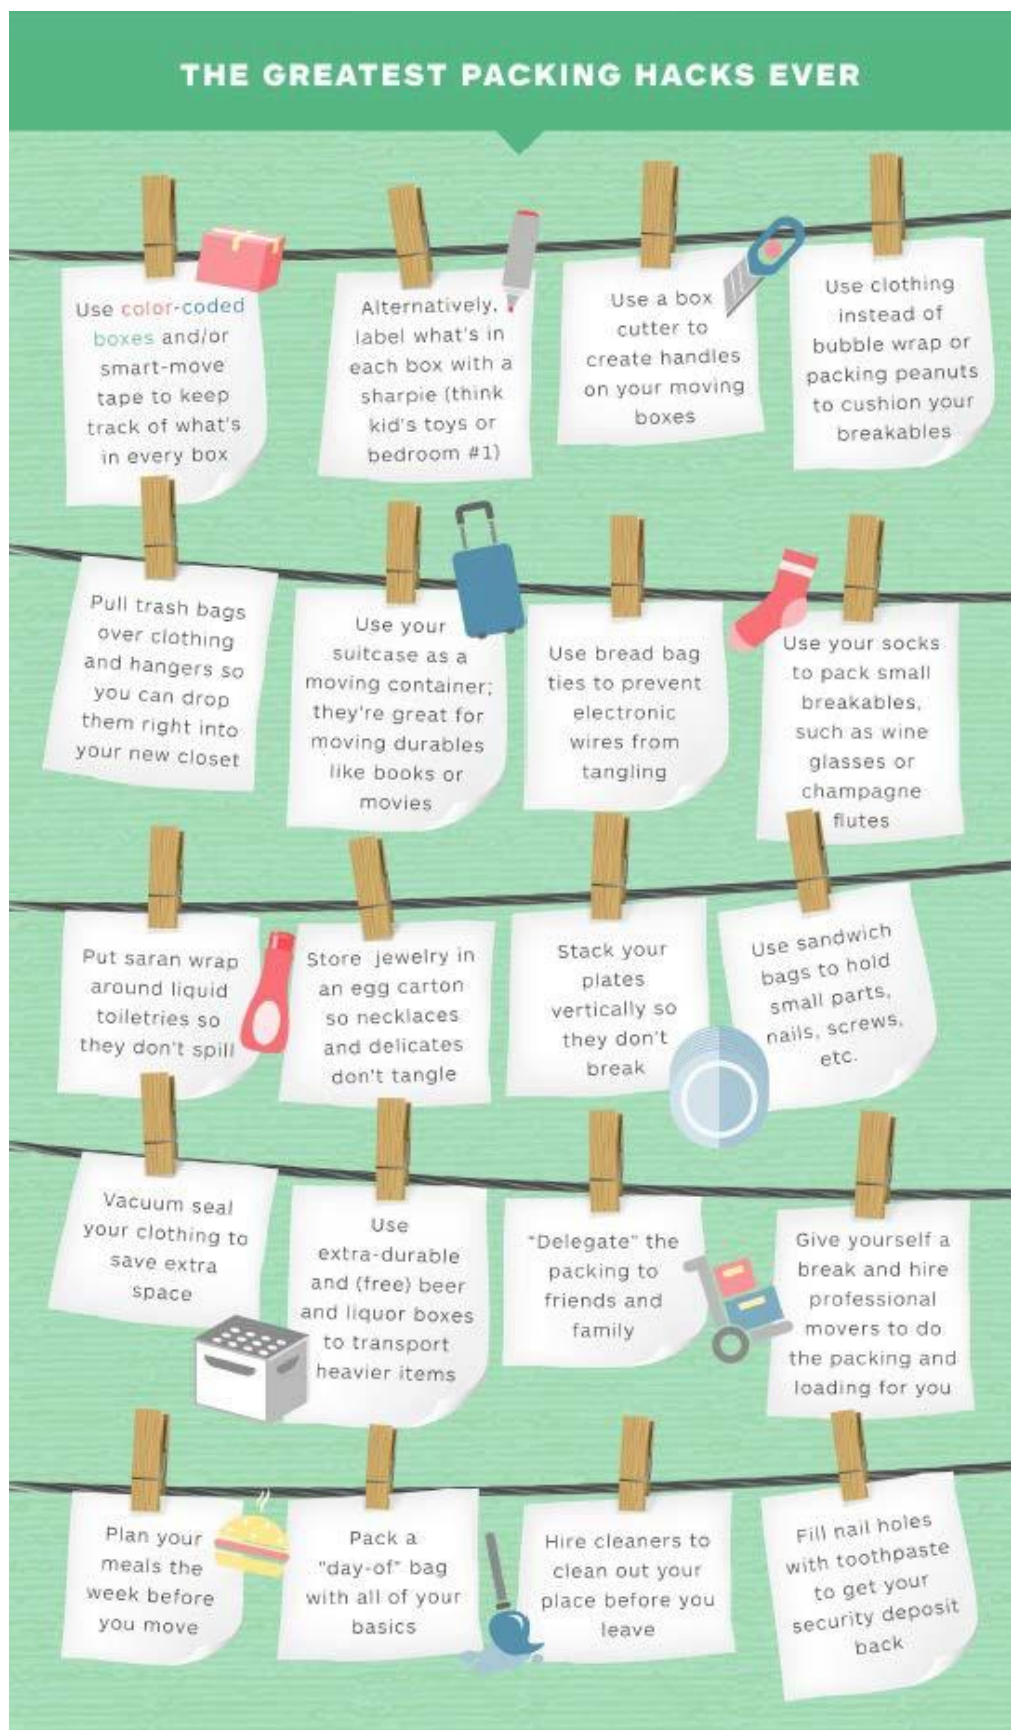 THE GREATEST PACKING HACKS EVER
Use color-coded
boxes and/or
smart-move
tape to keep
track of what's
in every box
Alternatively,
label what's in
each box with a
sharpie (think
kid's toys or
bedroom #1)
Use a box
cutter to
create handles
on your moving
boxes
Use clothing
instead of
bubble wrap or
packing peanuts
to cushion your
breakables
Pull trash bags
over clothing
and hangers so
you can drop
them right into
your new closet
Use your
suitcase as a
moving container;
they're great for
moving durables
like books or
movies
Use bread bag
ties to prevent
electronic
wires from
tangling
Use your socks
to pack small
breakables,
such as wine
glasses or
champagne
flutes
Put saran wrap
around liquid
toiletries so
they don't spill
Store jewelry in
an egg carton
so necklaces
and delicates
don't tangle
Stack your
plates
vertically so
they don't
break
Use sandwich
bags to hold
small parts,
nails, screws,
etc.
Vacuum seal
your clothing to
save extra
space
Use
extra-durable
and (free) beer
and liquor boxes
to transport
heavier items
"Delegate" the
packing to
friends and
family
Give yourself a
break and hire
professional
movers to do
the packing and
loading for you
Plan your
meals the
week before
you move
Pack a
"day-of" bag
with all of your
basics
Hire cleaners to
clean out your
place before you
leave
Fill nail holes
with toothpaste
to get your
security deposit
back